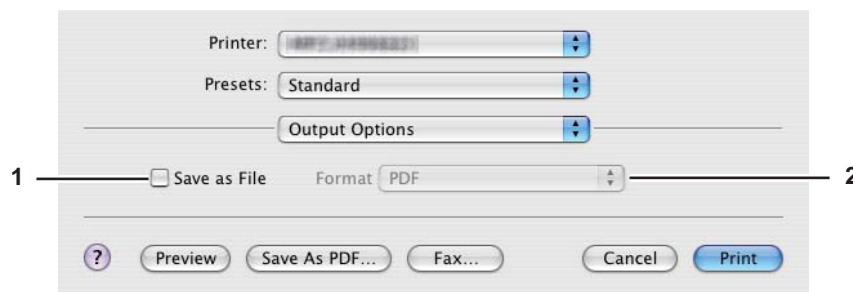 Printer:
Presets: Standard
Output Options
1 Save as File Format PDF 2
? Preview Save As PDF... Fax... Cancel Print